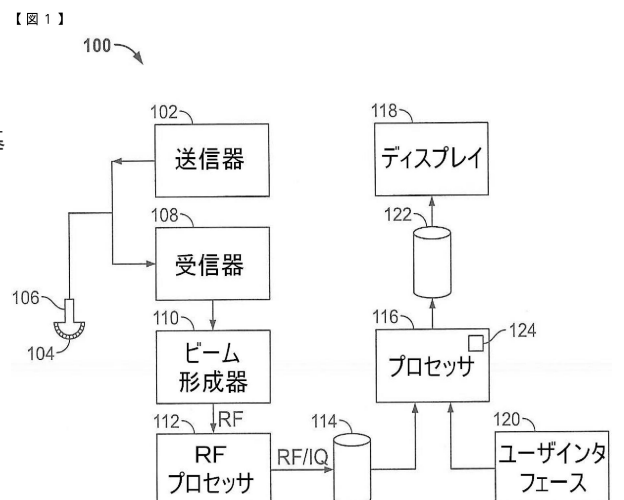 【図１】
100
102
送信器
118
ディスプレイ
108
受信器
122
106
104
110
ビーム
形成器
116
124
プロセッサ
RF
112
RF
プロセッサ
RF/IQ
114
120
ユーザインタ
フェース